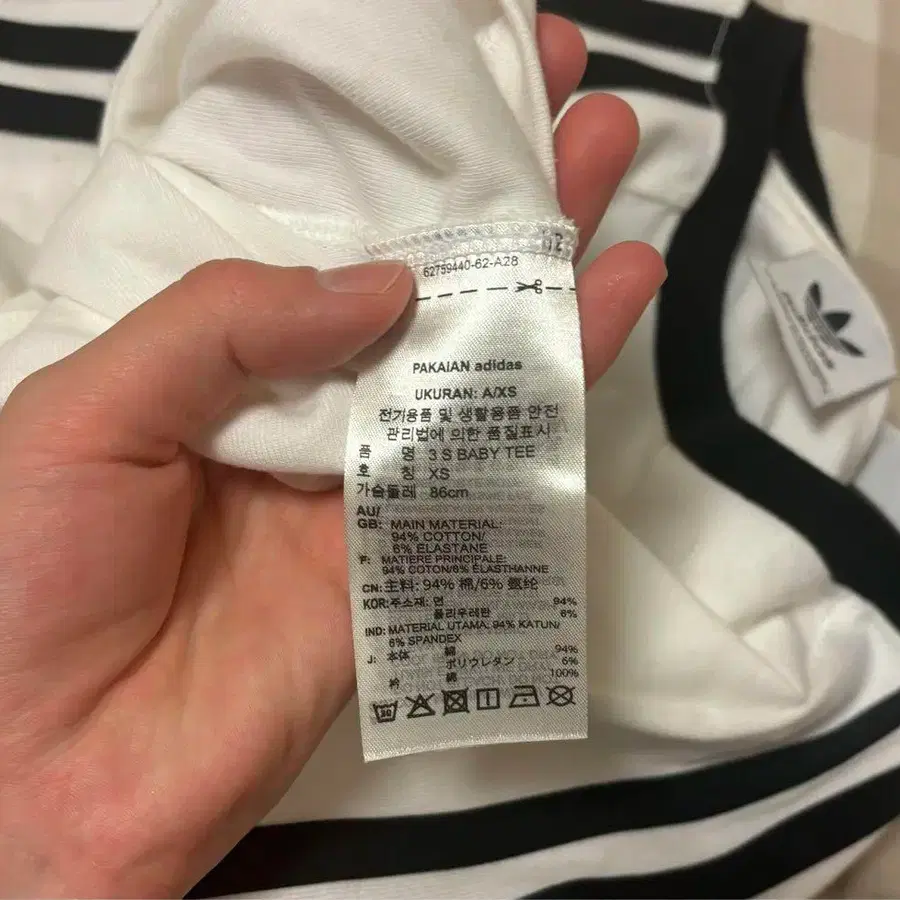 62759440-62-A28
PAKAIAN adidas
UKURAN: A/XS
전기용품 및 생활용품 안전
관리법에 의한 품질표시
품 명 3 S BABY TEE
호 칭 XS
가슴둘레 86cm
AU/
GB: MAIN MATERIAL:
94% COTTON/
6% ELASTANE
F: MATIERE PRINCIPALE:
94% COTON/6% ELASTHANNE
CN: 主料: 94% 棉/6% 氨纶
KOR: 주소재: 면 94%
폴리우레탄 6%
IND: MATERIAL UTAMA: 94% KATUN/
6% SPANDEX
J: 本体 綿 94%
ポリウレタン 6%
衿 綿 100%